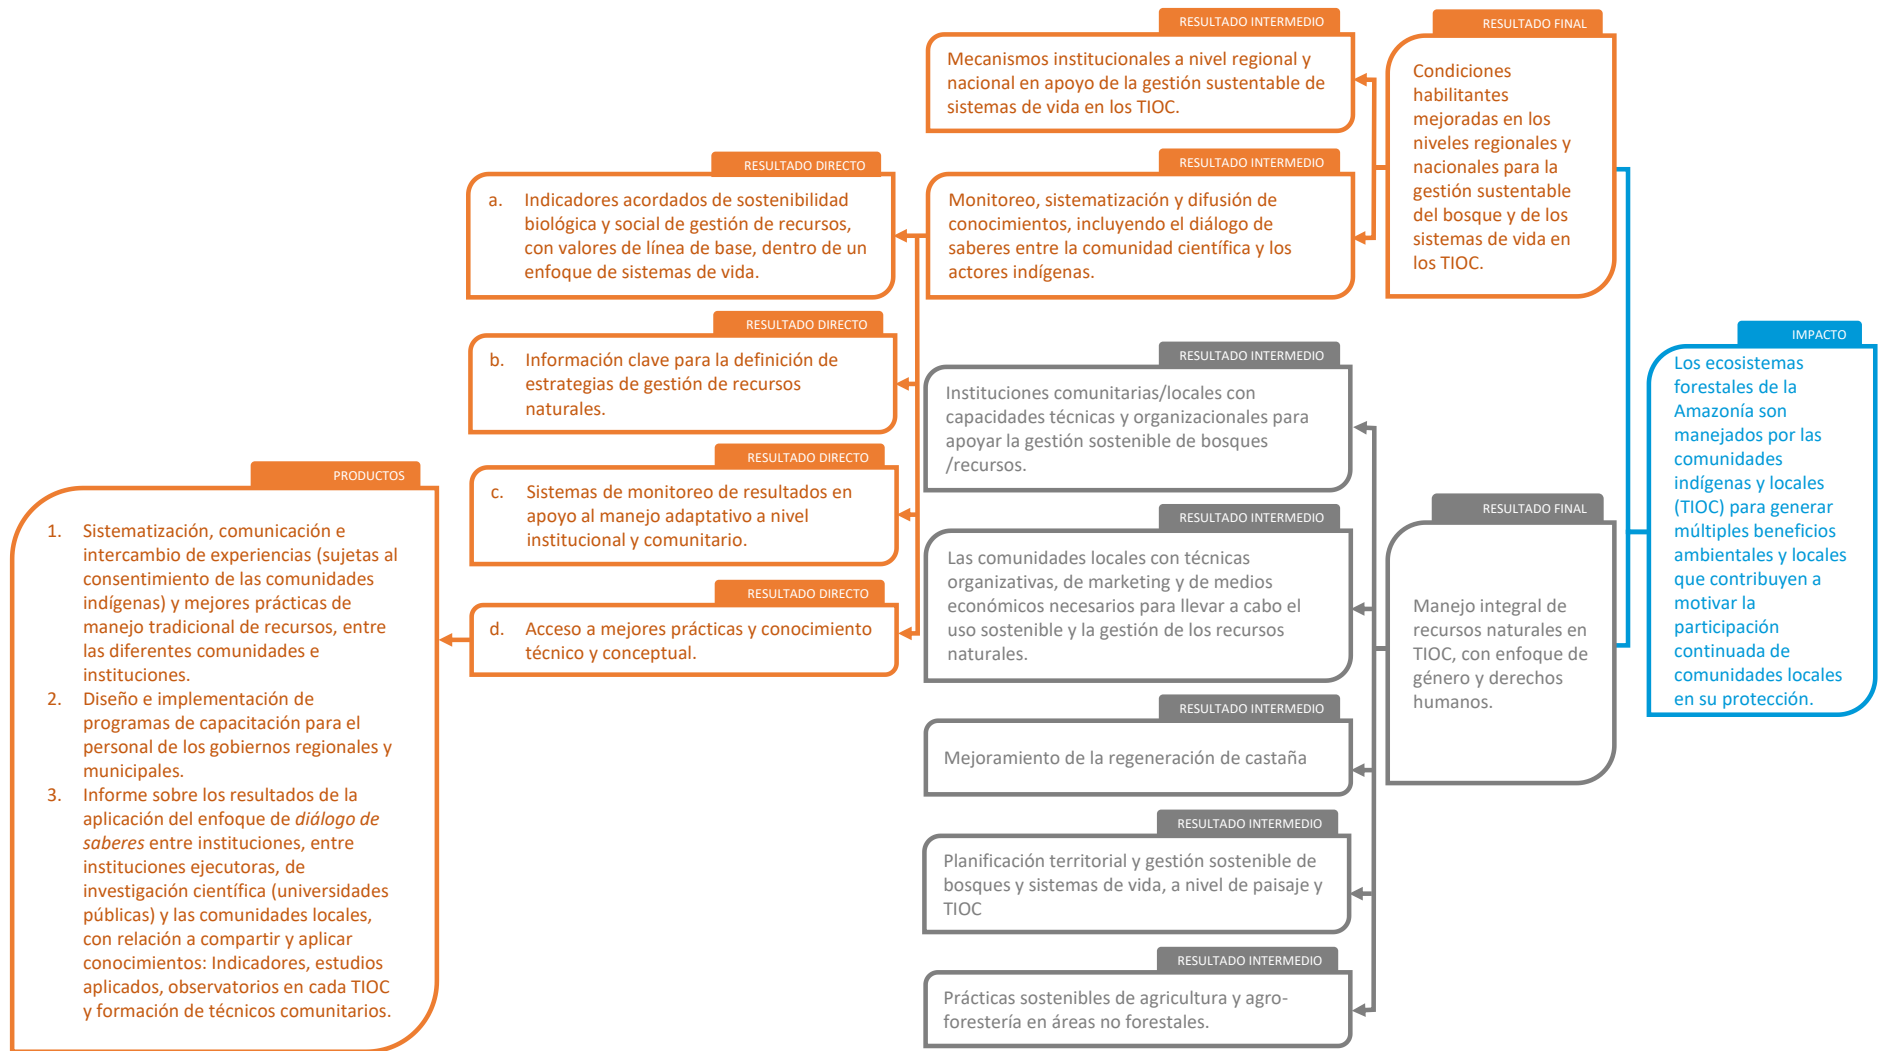 RESULTADO INTERMEDIO
Mecanismos institucionales a nivel regional y
nacional en apoyo de la gestión sustentable de
sistemas de vida en los TIOC.
RESULTADO FINAL
Condiciones
habilitantes
mejoradas en los
niveles regionales y
nacionales para la
gestión sustentable
del bosque y de los
sistemas de vida en
los TIOC.
RESULTADO DIRECTO
a. Indicadores acordados de sostenibilidad
biológica y social de gestión de recursos,
con valores de línea de base, dentro de un
enfoque de sistemas de vida.
RESULTADO INTERMEDIO
Monitoreo, sistematización y difusión de
conocimientos, incluyendo el diálogo de
saberes entre la comunidad científica y los
actores indígenas.
RESULTADO DIRECTO
b. Información clave para la definición de
estrategias de gestión de recursos
naturales.
RESULTADO INTERMEDIO
Instituciones comunitarias/locales con
capacidades técnicas y organizacionales para
apoyar la gestión sostenible de bosques
/recursos.
IMPACTO
Los ecosistemas
forestales de la
Amazonía son
manejados por las
comunidades
indígenas y locales
(TIOC) para generar
múltiples beneficios
ambientales y locales
que contribuyen a
motivar la
participación
continuada de
comunidades locales
en su protección.
RESULTADO DIRECTO
c. Sistemas de monitoreo de resultados en
apoyo al manejo adaptativo a nivel
institucional y comunitario.
PRODUCTOS
1. Sistematización, comunicación e
intercambio de experiencias (sujetas al
consentimiento de las comunidades
indígenas) y mejores prácticas de
manejo tradicional de recursos, entre
las diferentes comunidades e
instituciones.
2. Diseño e implementación de
programas de capacitación para el
personal de los gobiernos regionales y
municipales.
3. Informe sobre los resultados de la
aplicación del enfoque de diálogo de
saberes entre instituciones, entre
instituciones ejecutoras, de
investigación científica (universidades
públicas) y las comunidades locales,
con relación a compartir y aplicar
conocimientos: Indicadores, estudios
aplicados, observatorios en cada TIOC
y formación de técnicos comunitarios.
RESULTADO INTERMEDIO
Las comunidades locales con técnicas
organizativas, de marketing y de medios
económicos necesarios para llevar a cabo el
uso sostenible y la gestión de los recursos
naturales.
RESULTADO FINAL
Manejo integral de
recursos naturales en
TIOC, con enfoque de
género y derechos
humanos.
RESULTADO DIRECTO
d. Acceso a mejores prácticas y conocimiento
técnico y conceptual.
RESULTADO INTERMEDIO
Mejoramiento de la regeneración de castaña
RESULTADO INTERMEDIO
Planificación territorial y gestión sostenible de
bosques y sistemas de vida, a nivel de paisaje y
TIOC
RESULTADO INTERMEDIO
Prácticas sostenibles de agricultura y agro-
forestería en áreas no forestales.